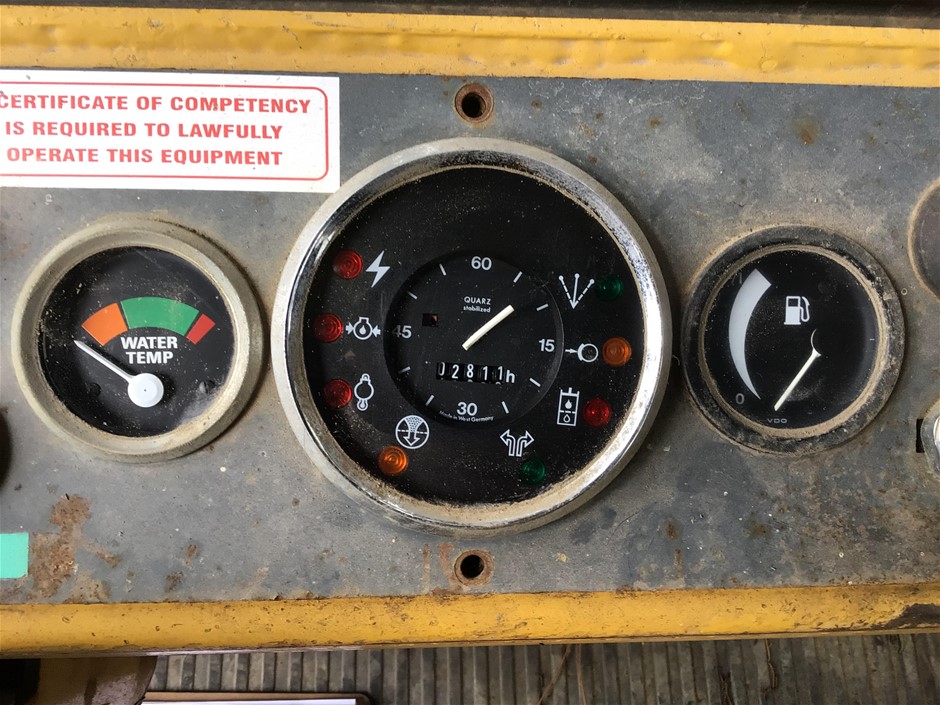 CERTIFICATE OF COMPETENCY
IS REQUIRED TO LAWFULLY
OPERATE THIS EQUIPMENT
WATER
TEMP
60
QUARZ
stabilized
45
15
02811h
30
Made in West Germany
0
VDO